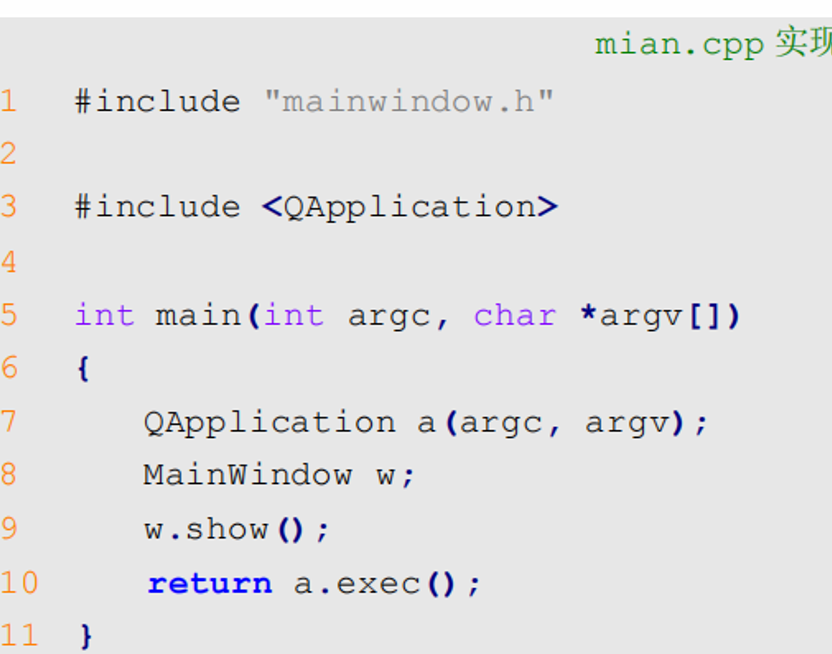 mian.cpp 实现
1 #include "mainwindow.h"
2
3 #include <QApplication>
4
5 int main(int argc, char *argv[])
6 {
7 QApplication a(argc, argv);
8 MainWindow w;
9 w.show();
10 return a.exec();
11 }